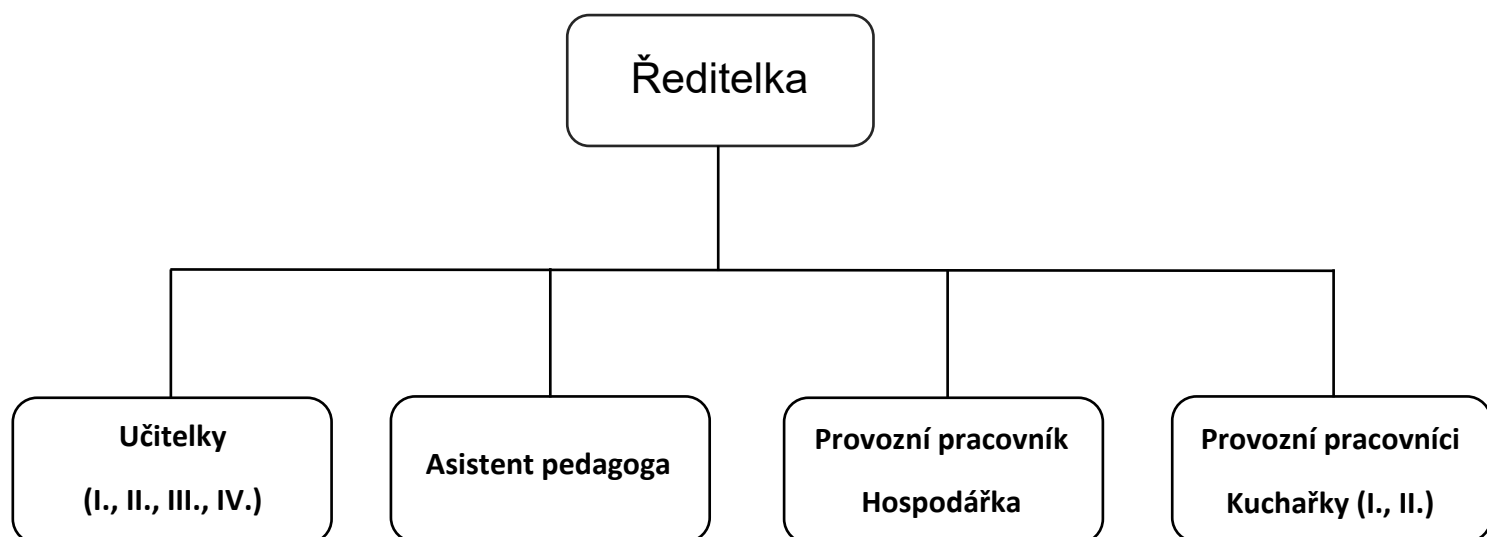 Ředitelka
Učitelky
(I., II., III., IV.)
Asistent pedagoga
Provozní pracovník
Hospodářka
Provozní pracovníci
Kuchařky (I., II.)